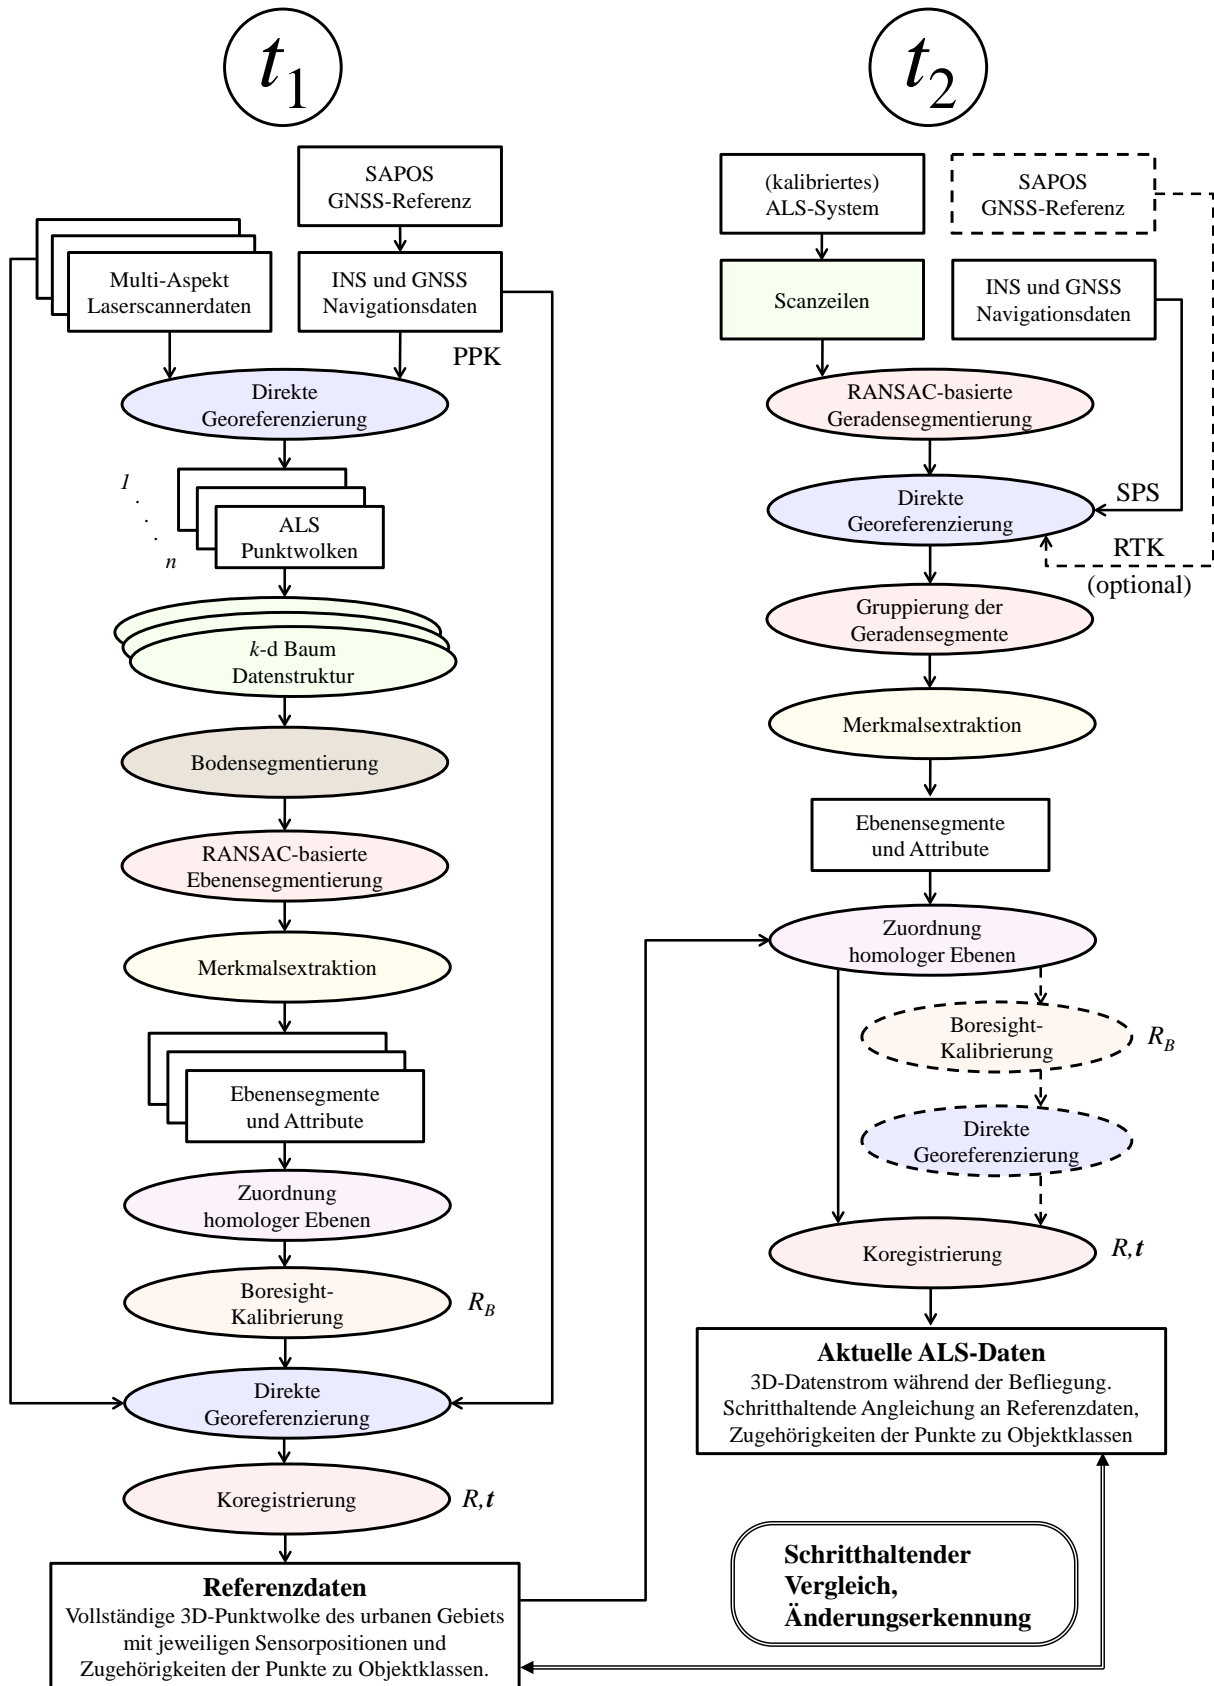 t1
SAPOS
GNSS-Referenz
Multi-Aspekt
Laserscannerdaten
INS und GNSS
Navigationsdaten
PPK
Direkte
Georeferenzierung
1
.
.
.
n
ALS
Punktwolken
k-d Baum
Datenstruktur
Bodensegmentierung
RANSAC-basierte
Ebenensegmentierung
Merkmalsextraktion
Ebenensegmente
und Attribute
Zuordnung
homologer Ebenen
Boresight-
Kalibrierung
RB
Direkte
Georeferenzierung
Koregistrierung
R,t
Referenzdaten
Vollständige 3D-Punktwolke des urbanen Gebiets
mit jeweiligen Sensorpositionen und
Zugehörigkeiten der Punkte zu Objektklassen.
t2
(kalibriertes)
ALS-System
SAPOS
GNSS-Referenz
Scanzeilen
INS und GNSS
Navigationsdaten
RANSAC-basierte
Geradensegmentierung
Direkte
Georeferenzierung
SPS
RTK
(optional)
Gruppierung der
Geradensegmente
Merkmalsextraktion
Ebenensegmente
und Attribute
Zuordnung
homologer Ebenen
Boresight-
Kalibrierung
RB
Direkte
Georeferenzierung
Koregistrierung
R,t
Aktuelle ALS-Daten
3D-Datenstrom während der Befliegung.
Schritthaltende Angleichung an Referenzdaten,
Zugehörigkeiten der Punkte zu Objektklassen
Schritthaltender
Vergleich,
Änderungserkennung